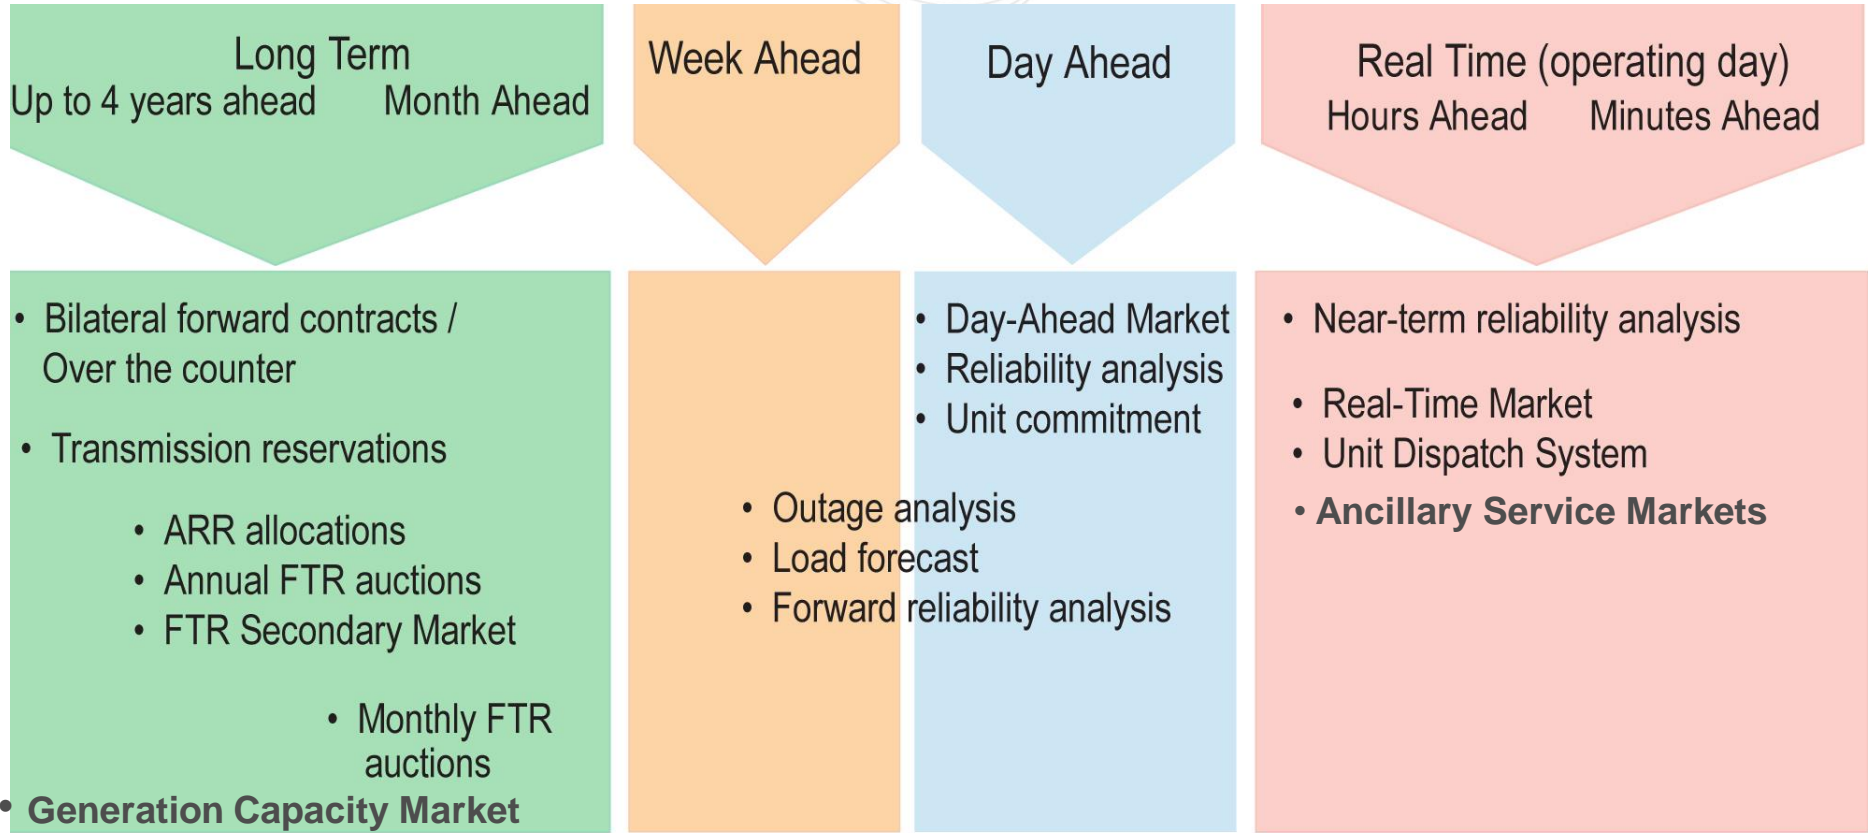 Long Term
Up to 4 years ahead Month Ahead
• Bilateral forward contracts /
Over the counter
• Transmission reservations
• ARR allocations
• Annual FTR auctions
• FTR Secondary Market
• Monthly FTR
auctions
• Generation Capacity Market
Week Ahead
Day Ahead
• Day-Ahead Market
• Reliability analysis
• Unit commitment
• Outage analysis
• Load forecast
• Forward reliability analysis
Real Time (operating day)
Hours Ahead Minutes Ahead
• Near-term reliability analysis
• Real-Time Market
• Unit Dispatch System
• Ancillary Service Markets